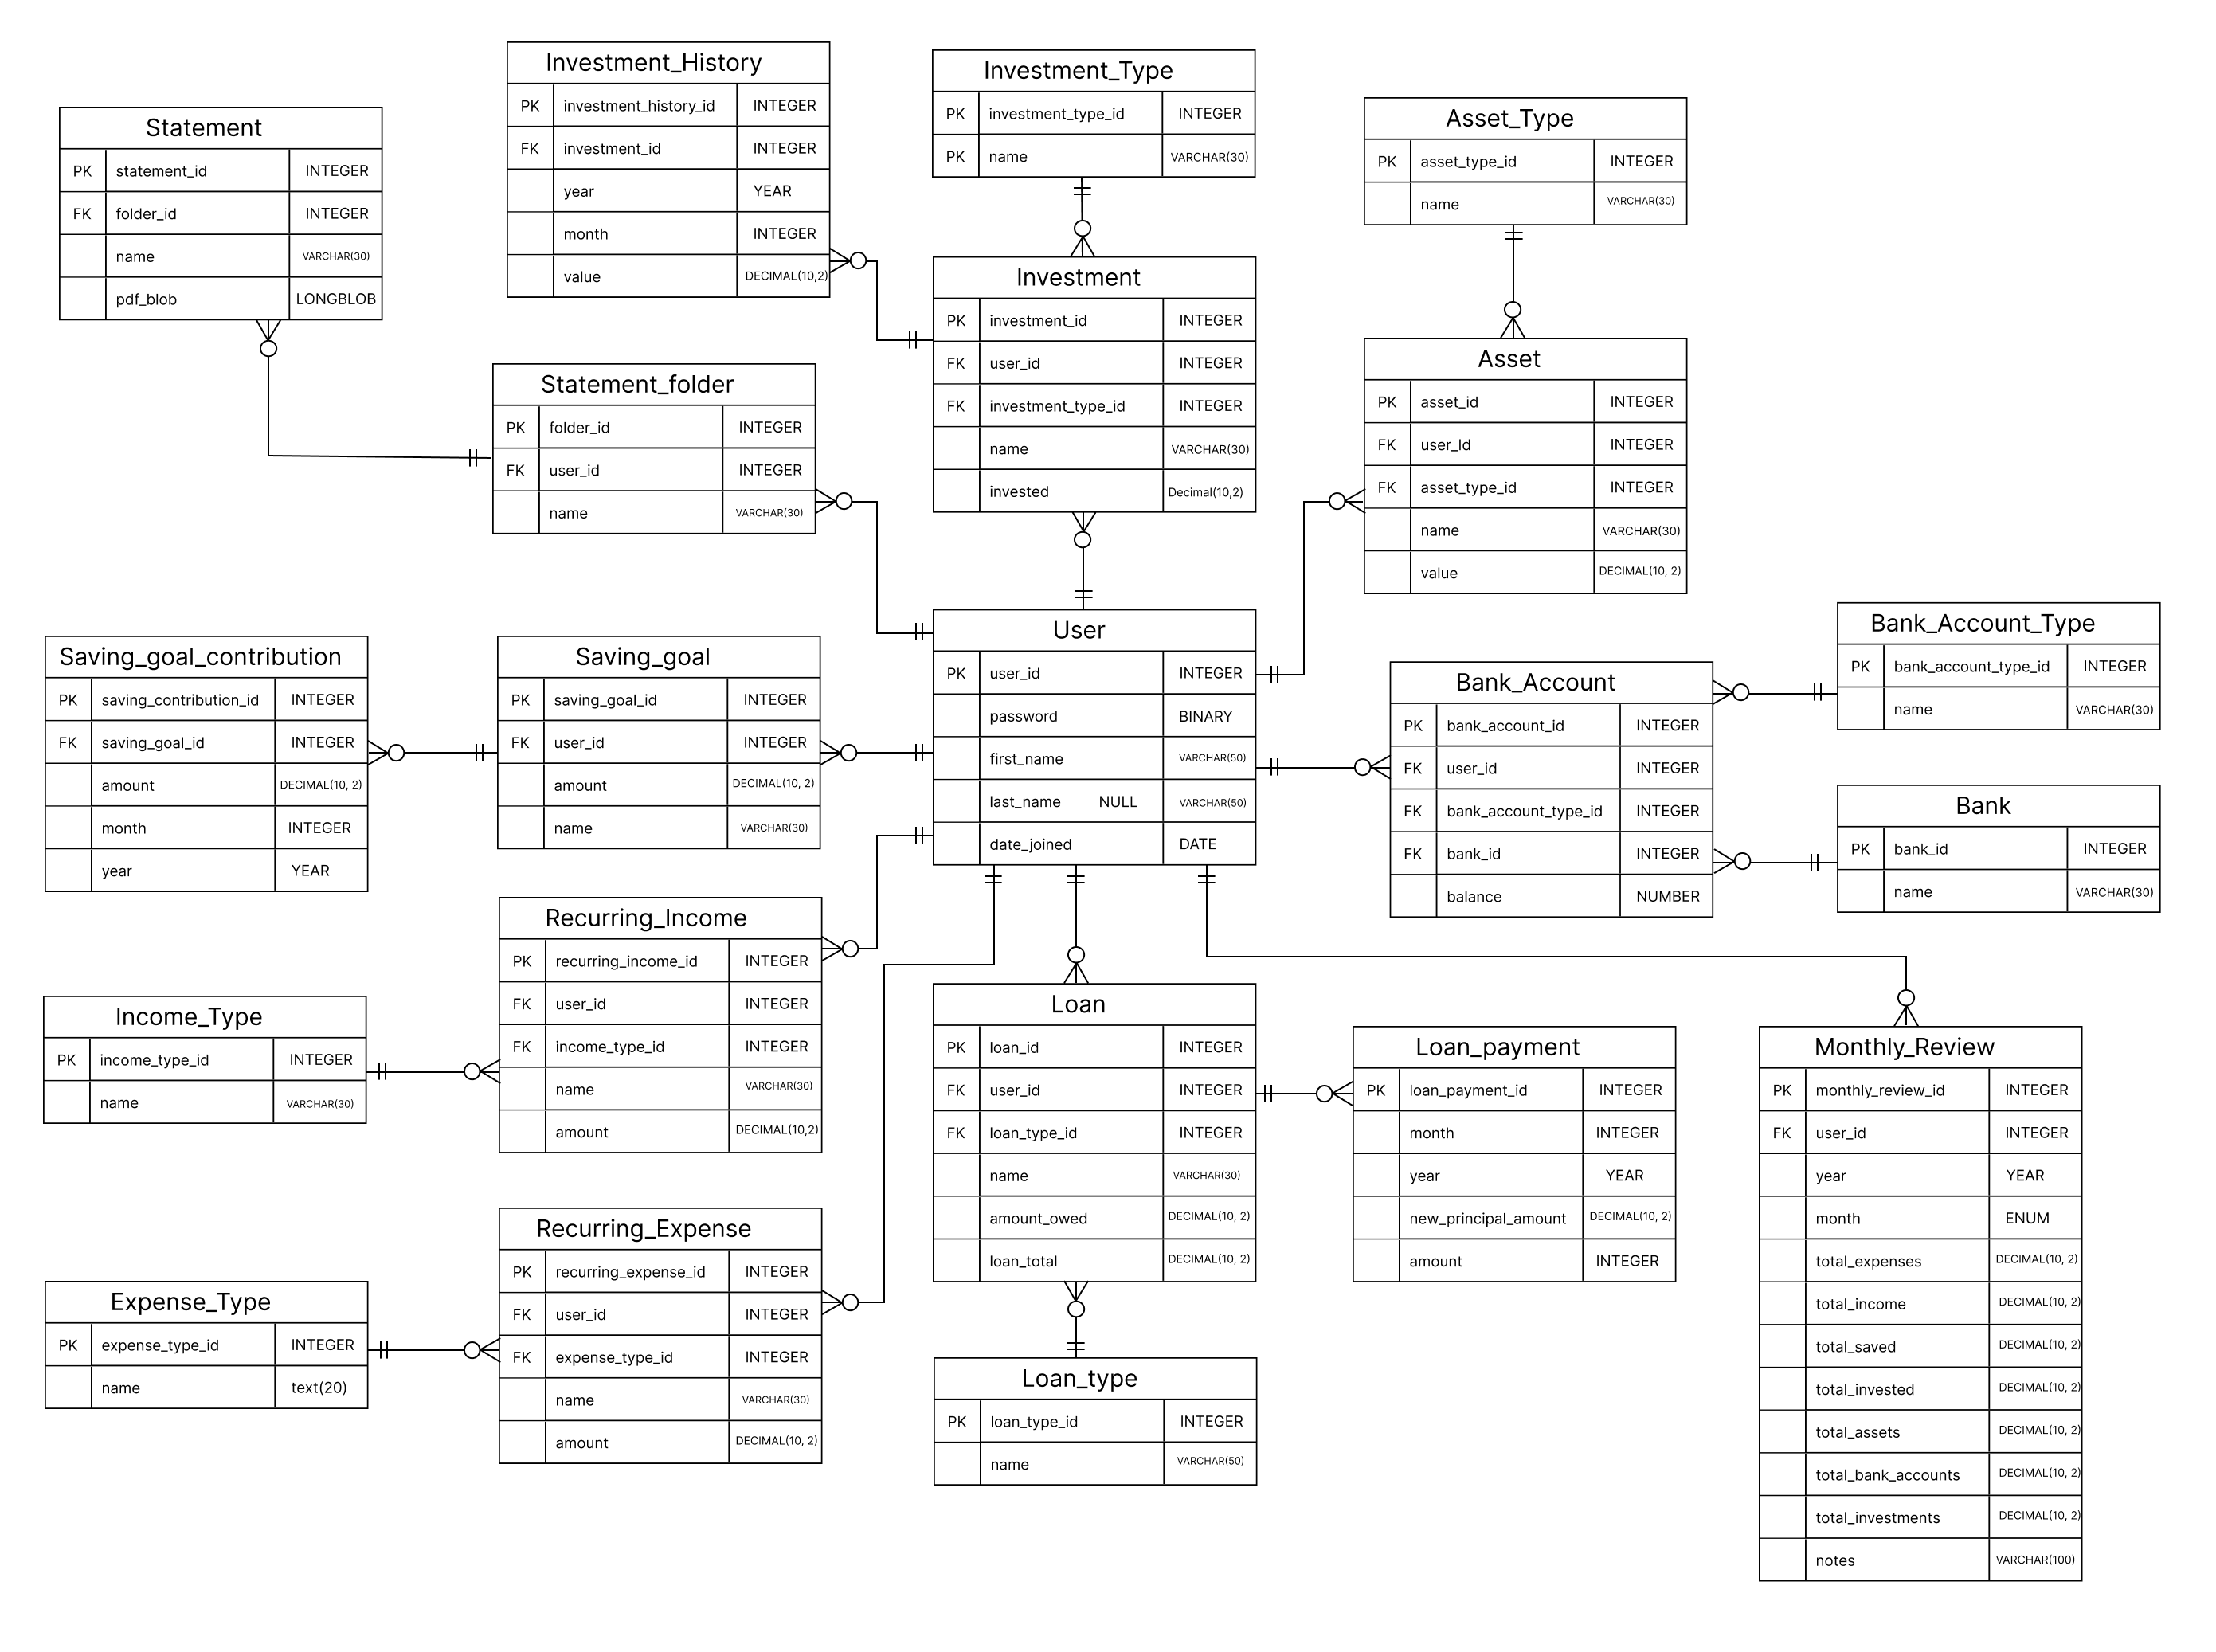 Statement
PK statement_id INTEGER
FK folder_id INTEGER
name VARCHAR(30)
pdf_blob LONGBLOB
Investment_History
PK investment_history_id INTEGER
FK investment_id INTEGER
year YEAR
month INTEGER
value DECIMAL(10,2)
Investment_Type
PK investment_type_id INTEGER
PK name VARCHAR(30)
Asset_Type
PK asset_type_id INTEGER
name VARCHAR(30)
Statement_folder
PK folder_id INTEGER
FK user_id INTEGER
name VARCHAR(30)
Investment
PK investment_id INTEGER
FK user_id INTEGER
FK investment_type_id INTEGER
name VARCHAR(30)
invested Decimal(10,2)
Asset
PK asset_id INTEGER
FK user_Id INTEGER
FK asset_type_id INTEGER
name VARCHAR(30)
value DECIMAL(10, 2)
Saving_goal_contribution
PK saving_contribution_id INTEGER
FK saving_goal_id INTEGER
amount DECIMAL(10, 2)
month INTEGER
year YEAR
Saving_goal
PK saving_goal_id INTEGER
FK user_id INTEGER
amount DECIMAL(10, 2)
name VARCHAR(30)
User
PK user_id INTEGER
password BINARY
first_name VARCHAR(50)
last_name NULL VARCHAR(50)
date_joined DATE
Bank_Account
PK bank_account_id INTEGER
FK user_id INTEGER
FK bank_account_type_id INTEGER
FK bank_id INTEGER
balance NUMBER
Bank_Account_Type
PK bank_account_type_id INTEGER
name VARCHAR(30)
Bank
PK bank_id INTEGER
name VARCHAR(30)
Income_Type
PK income_type_id INTEGER
name VARCHAR(30)
Recurring_Income
PK recurring_income_id INTEGER
FK user_id INTEGER
FK income_type_id INTEGER
name VARCHAR(30)
amount DECIMAL(10,2)
Loan
PK loan_id INTEGER
FK user_id INTEGER
FK loan_type_id INTEGER
name VARCHAR(30)
amount_owed DECIMAL(10, 2)
loan_total DECIMAL(10, 2)
Loan_payment
PK loan_payment_id INTEGER
month INTEGER
year YEAR
new_principal_amount DECIMAL(10, 2)
amount INTEGER
Monthly_Review
PK monthly_review_id INTEGER
FK user_id INTEGER
year YEAR
month ENUM
total_expenses DECIMAL(10, 2)
total_income DECIMAL(10, 2)
total_saved DECIMAL(10, 2)
total_invested DECIMAL(10, 2)
total_assets DECIMAL(10, 2)
total_bank_accounts DECIMAL(10, 2)
total_investments DECIMAL(10, 2)
notes VARCHAR(100)
Expense_Type
PK expense_type_id INTEGER
name text(20)
Recurring_Expense
PK recurring_expense_id INTEGER
FK user_id INTEGER
FK expense_type_id INTEGER
name VARCHAR(30)
amount DECIMAL(10, 2)
Loan_type
PK loan_type_id INTEGER
name VARCHAR(50)